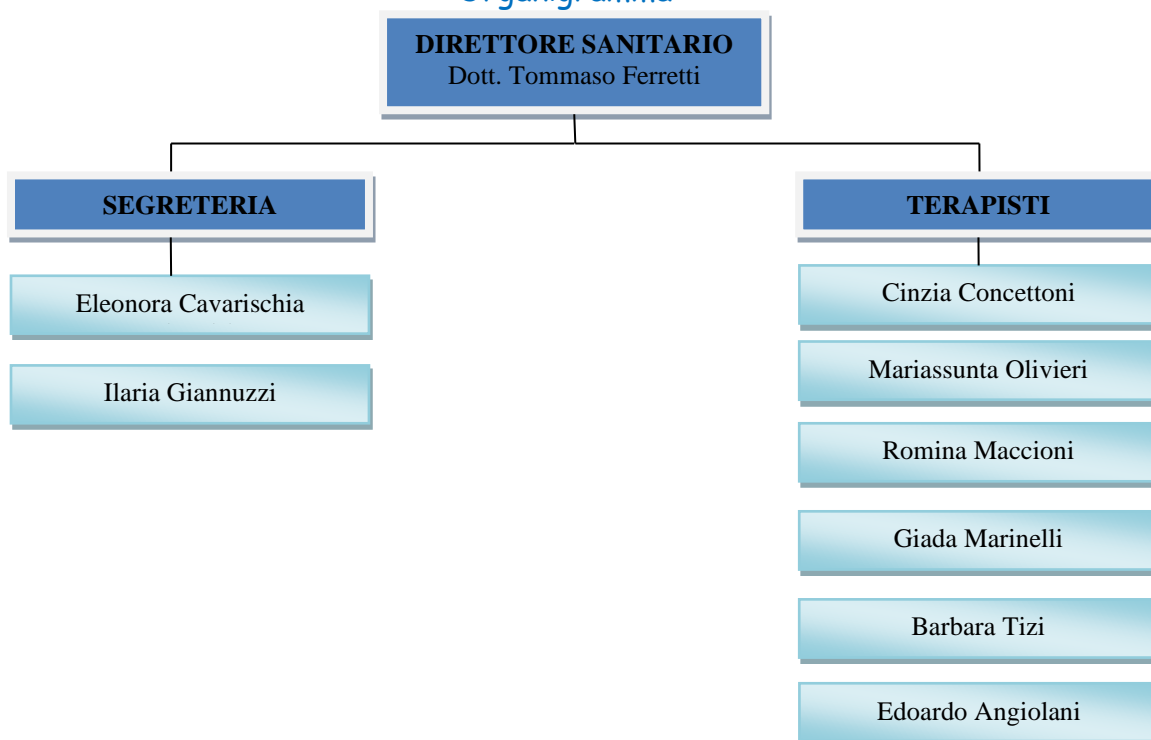 Organigramma
DIRETTORE SANITARIO
Dott. Tommaso Ferretti
SEGRETERIA
TERAPISTI
Eleonora Cavarischia
Ilaria Giannuzzi
Cinzia Concettoni
Mariassunta Olivieri
Romina Maccioni
Giada Marinelli
Barbara Tizi
Edoardo Angiolani